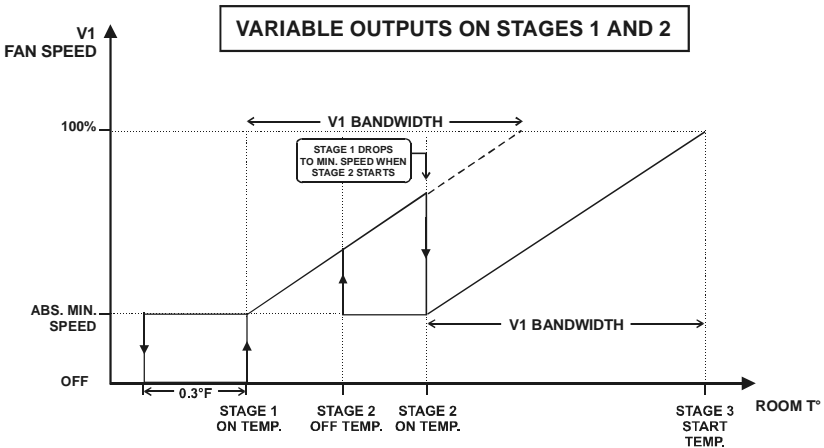 VARIABLE OUTPUTS ON STAGES 1 AND 2
V1
FAN SPEED
V1 BANDWIDTH
100%
STAGE 1 DROPS
TO MIN. SPEED WHEN
STAGE 2 STARTS
ABS. MIN.
SPEED
V1 BANDWIDTH
OFF
0.3°F
ROOM T°
STAGE 1
ON TEMP.
STAGE 2
OFF TEMP.
STAGE 2
ON TEMP.
STAGE 3
START
TEMP.